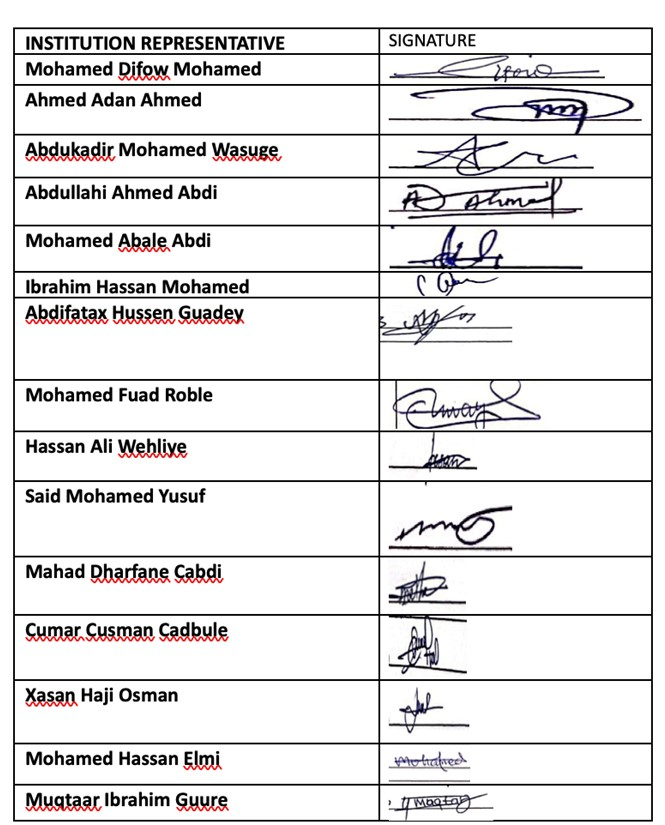 INSTITUTION REPRESENTATIVE SIGNATURE
Mohamed Difow Mohamed
Ahmed Adan Ahmed
Abdukadir Mohamed Wasuge
Abdullahi Ahmed Abdi Ahmed
Mohamed Abale Abdi
Ibrahim Hassan Mohamed
Abdifatax Hussen Guadey
Mohamed Fuad Roble
Hassan Ali Wehliye
Said Mohamed Yusuf
Mahad Dharfane Cabdi
Cumar Cusman Cadbule
Xasan Haji Osman
Mohamed Hassan Elmi Mohamed
Muqtaar Ibrahim Guure